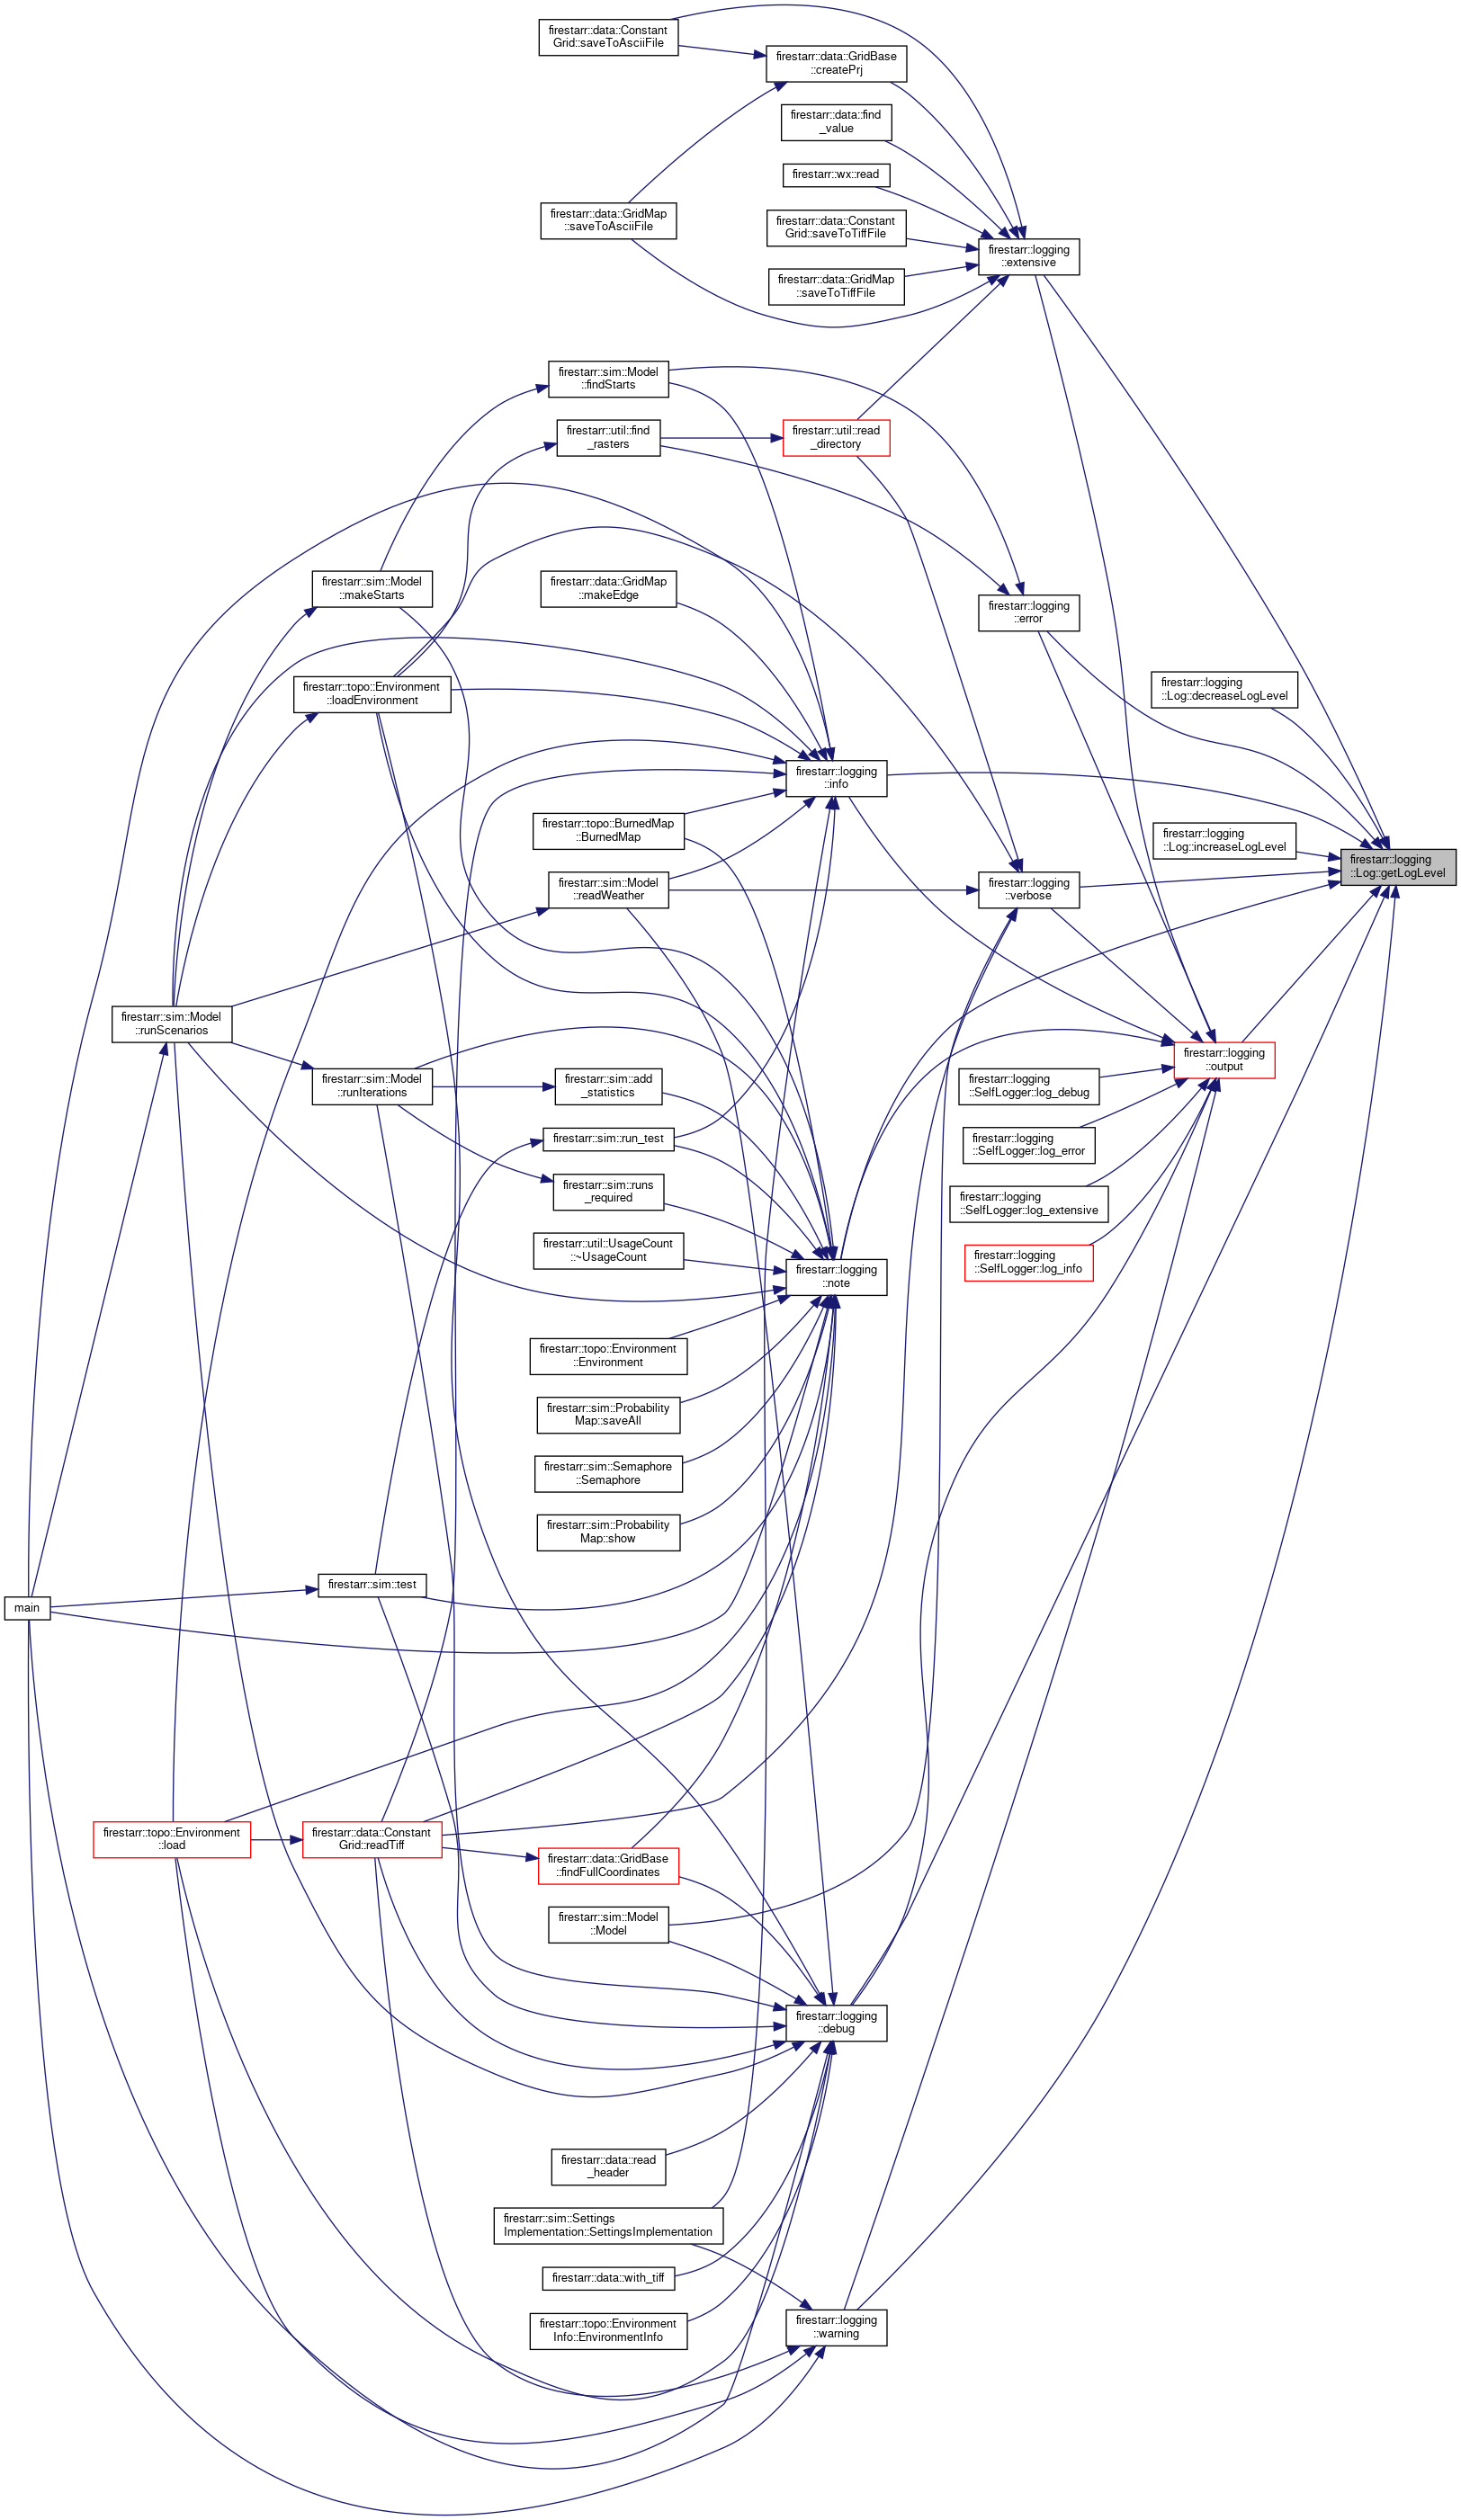 firestarr::data::Constant
Grid::saveToAsciiFile
firestarr::data::GridBase
::createPrj
firestarr::data::find
_value
firestarr::wx::read
firestarr::data::GridMap
::saveToAsciiFile
firestarr::data::Constant
Grid::saveToTiffFile
firestarr::logging
::extensive
firestarr::data::GridMap
::saveToTiffFile
firestarr::sim::Model
::findStarts
firestarr::util::find
_rasters
firestarr::util::read
_directory
firestarr::sim::Model
::makeStarts
firestarr::data::GridMap
::makeEdge
firestarr::logging
::error
firestarr::topo::Environment
::loadEnvironment
firestarr::logging
::Log::decreaseLogLevel
firestarr::logging
::info
firestarr::topo::BurnedMap
::BurnedMap
firestarr::logging
::Log::increaseLogLevel
firestarr::logging
::Log::getLogLevel
firestarr::sim::Model
::readWeather
firestarr::logging
::verbose
firestarr::sim::Model
::runScenarios
firestarr::logging
::output
firestarr::sim::Model
::runIterations
firestarr::sim::add
_statistics
firestarr::logging
::SelfLogger::log_debug
firestarr::sim::run_test
firestarr::logging
::SelfLogger::log_error
firestarr::sim::runs
_required
firestarr::logging
::SelfLogger::log_extensive
firestarr::util::UsageCount
::~UsageCount
firestarr::logging
::SelfLogger::log_info
firestarr::logging
::note
firestarr::topo::Environment
::Environment
firestarr::sim::Probability
Map::saveAll
firestarr::sim::Semaphore
::Semaphore
firestarr::sim::Probability
Map::show
firestarr::sim::test
main
firestarr::topo::Environment
::load
firestarr::data::Constant
Grid::readTiff
firestarr::data::GridBase
::findFullCoordinates
firestarr::sim::Model
::Model
firestarr::logging
::debug
firestarr::data::read
_header
firestarr::sim::Settings
Implementation::SettingsImplementation
firestarr::data::with_tiff
firestarr::topo::Environment
Info::EnvironmentInfo
firestarr::logging
::warning